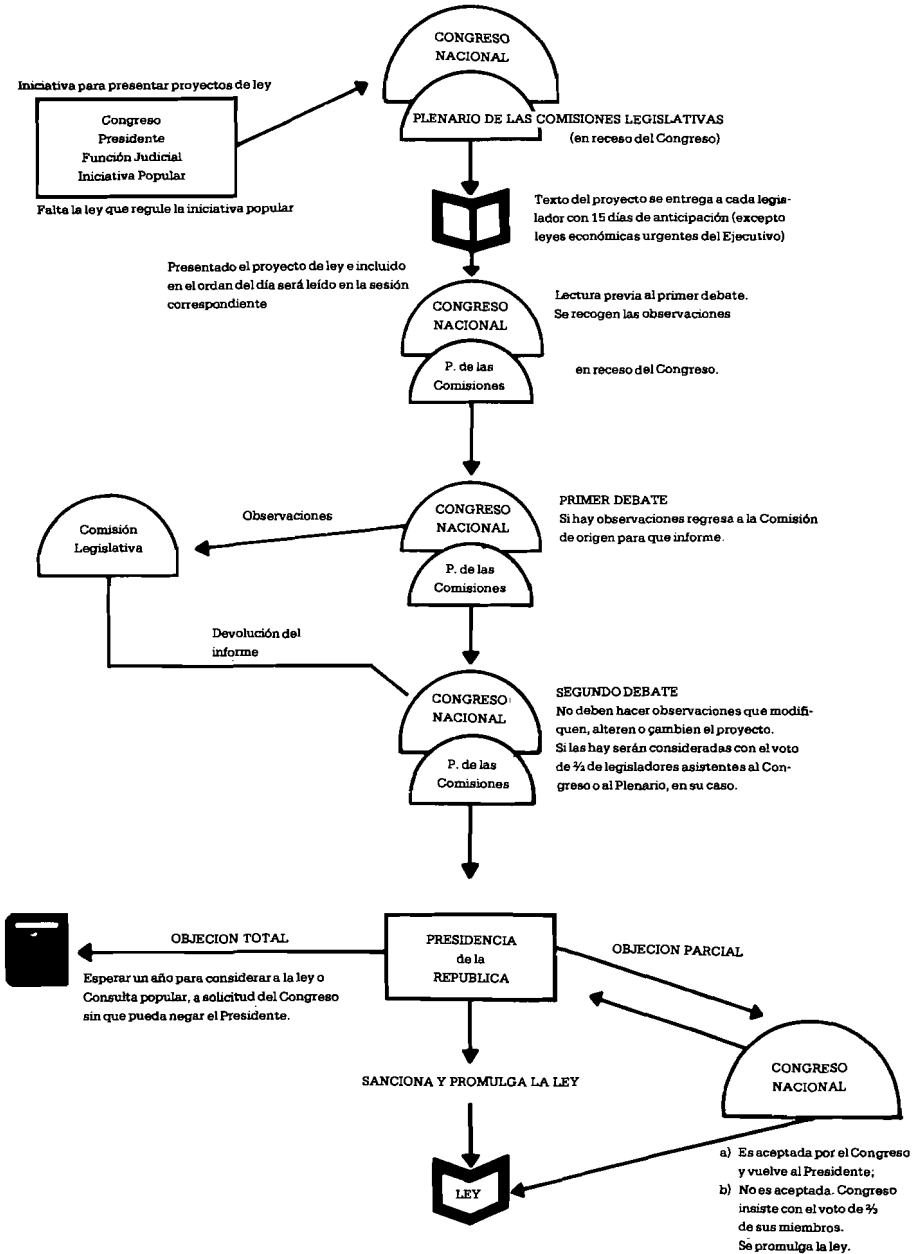 CONGRESO
NACIONAL
Iniciativa para presentar proyectos de ley
Congreso
Presidente
Función Judicial
Iniciativa Popular
Falta la ley que regule la iniciativa popular
PLENARIO DE LAS COMISIONES LEGISLATIVAS
(en receso del Congreso)
Texto del proyecto se entrega a cada legis-
lador con 15 días de anticipación (excepto
leyes económicas urgentes del Ejecutivo)
Presentado el proyecto de ley e incluido
en el ordan del día será leído en la sesión
correspondiente
CONGRESO
NACIONAL
Lectura previa al primer debate.
Se recogen las observaciones
P. de las
Comisiones
en receso del Congreso.
Comisión
Legislativa
Observaciones
CONGRESO
NACIONAL
P. de las
Comisiones
PRIMER DEBATE
Si hay observaciones regresa a la Comisión
de origen para que informe.
Devolución del
informe
CONGRESO
NACIONAL
P. de las
Comisiones
SEGUNDO DEBATE
No deben hacer observaciones que modifi-
quen, alteren o cambien el proyecto.
Si las hay serán consideradas con el voto
de ⅔ de legisladores asistentes al Con-
greso o al Plenario, en su caso.
OBJECION TOTAL
Esperar un año para considerar a la ley o
Consulta popular, a solicitud del Congreso
sin que pueda negar el Presidente.
PRESIDENCIA
de la
REPUBLICA
OBJECION PARCIAL
SANCIONA Y PROMULGA LA LEY
CONGRESO
NACIONAL
LEY
a) Es aceptada por el Congreso
y vuelve al Presidente;
b) No es aceptada. Congreso
insiste con el voto de ⅔
de sus miembros.
Se promulga la ley.